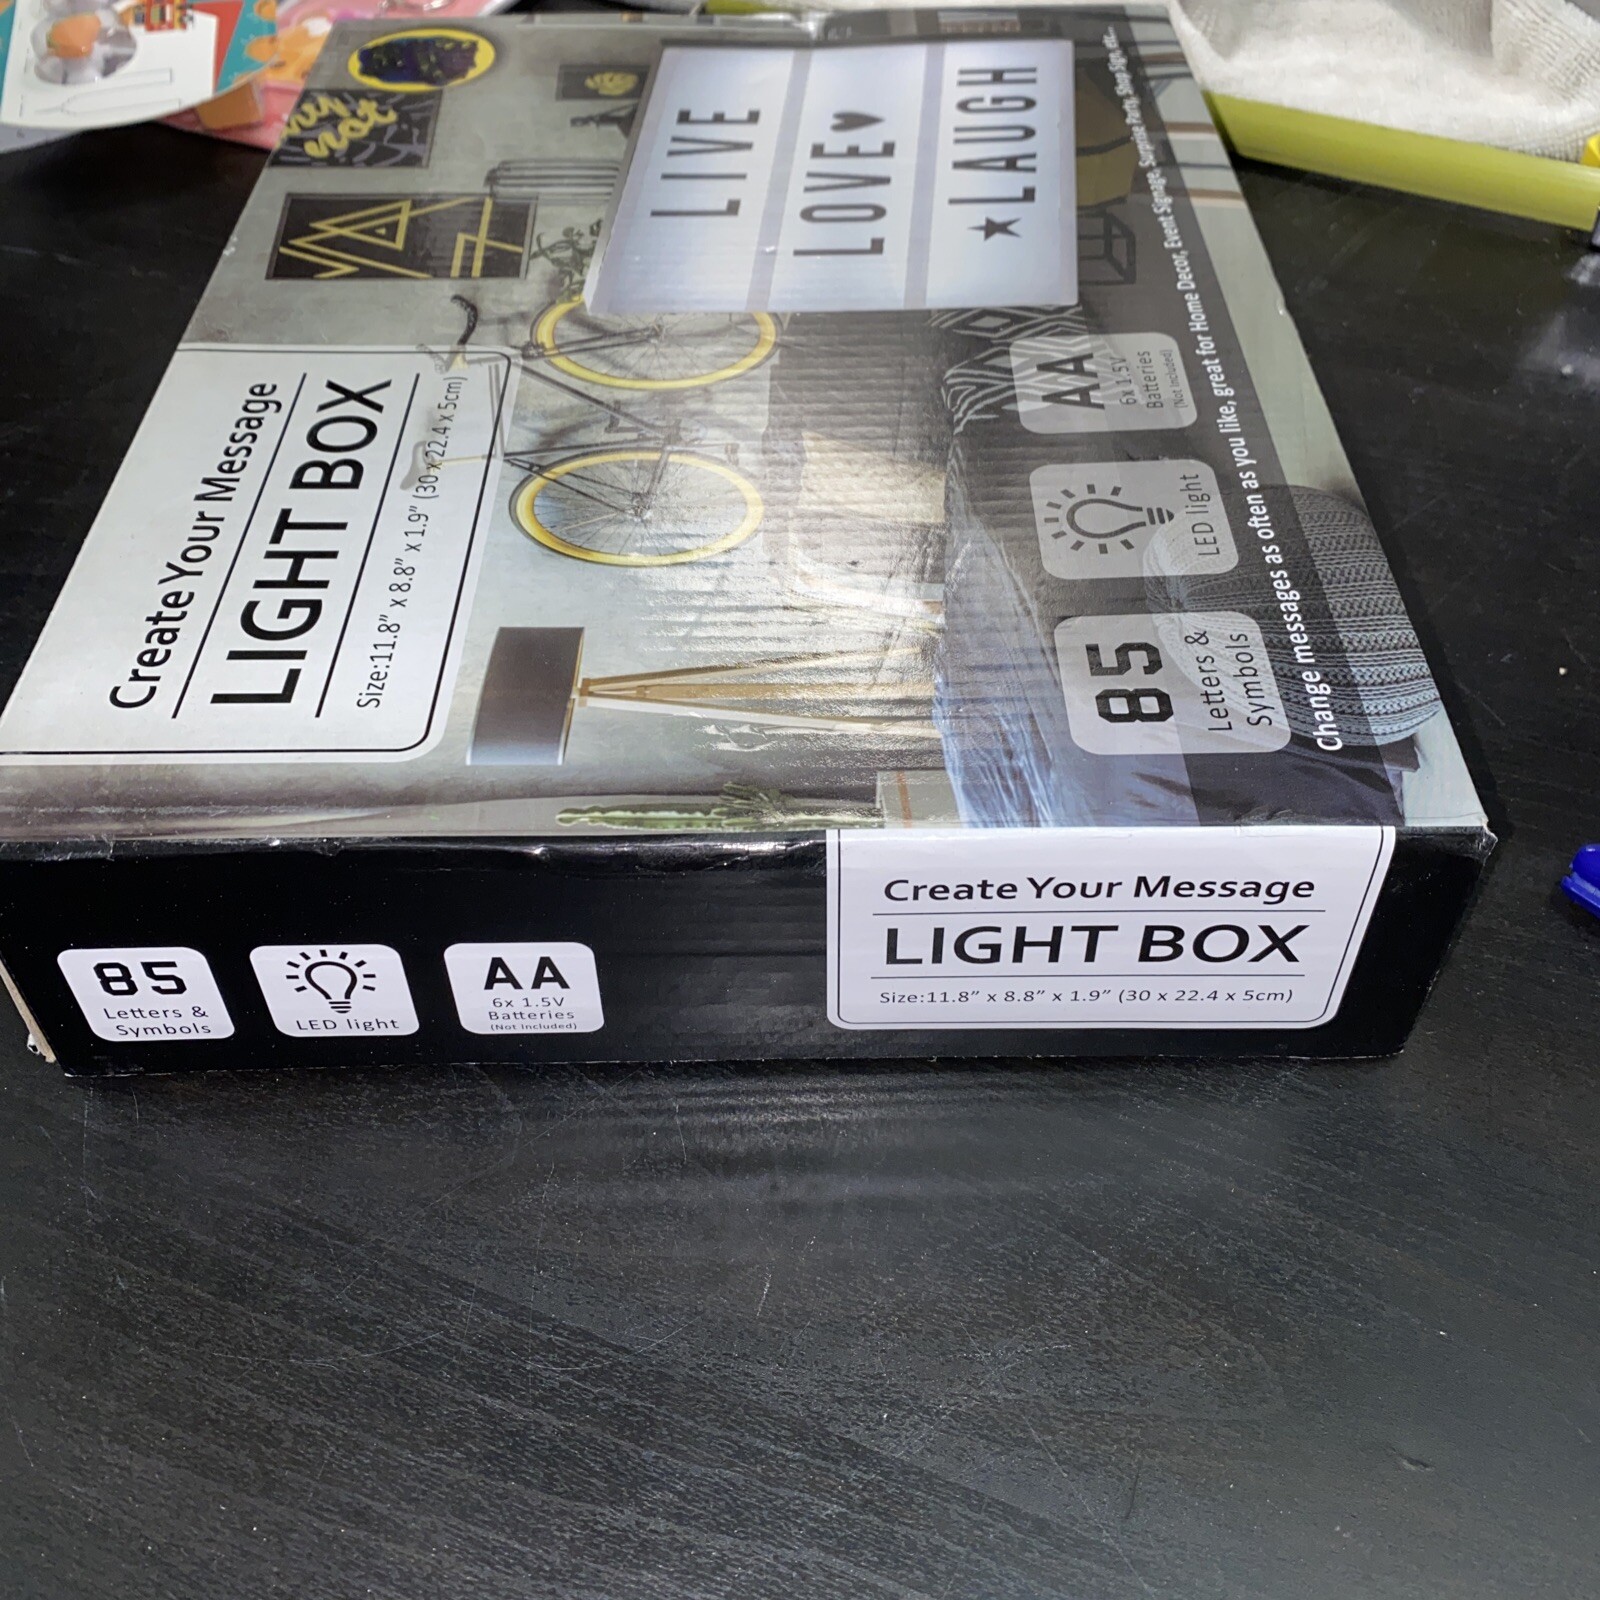 not
LIVE
LOVE♥
★LAUGH
Create Your Message
LIGHT BOX
Size:11.8" x 8.8" x 1.9" (30 x 22.4 x 5cm)
85
Letters &
Symbols
LED light
AA
6x 1.5V
Batteries
(Not Included)
Change messages as often as you like, great for Home Decor, Event Signage, Surprise Party, Shop Sign, etc...
85
Letters &
Symbols
LED light
AA
6x 1.5V
Batteries
(Not Included)
Create Your Message
LIGHT BOX
Size:11.8" x 8.8" x 1.9" (30 x 22.4 x 5cm)